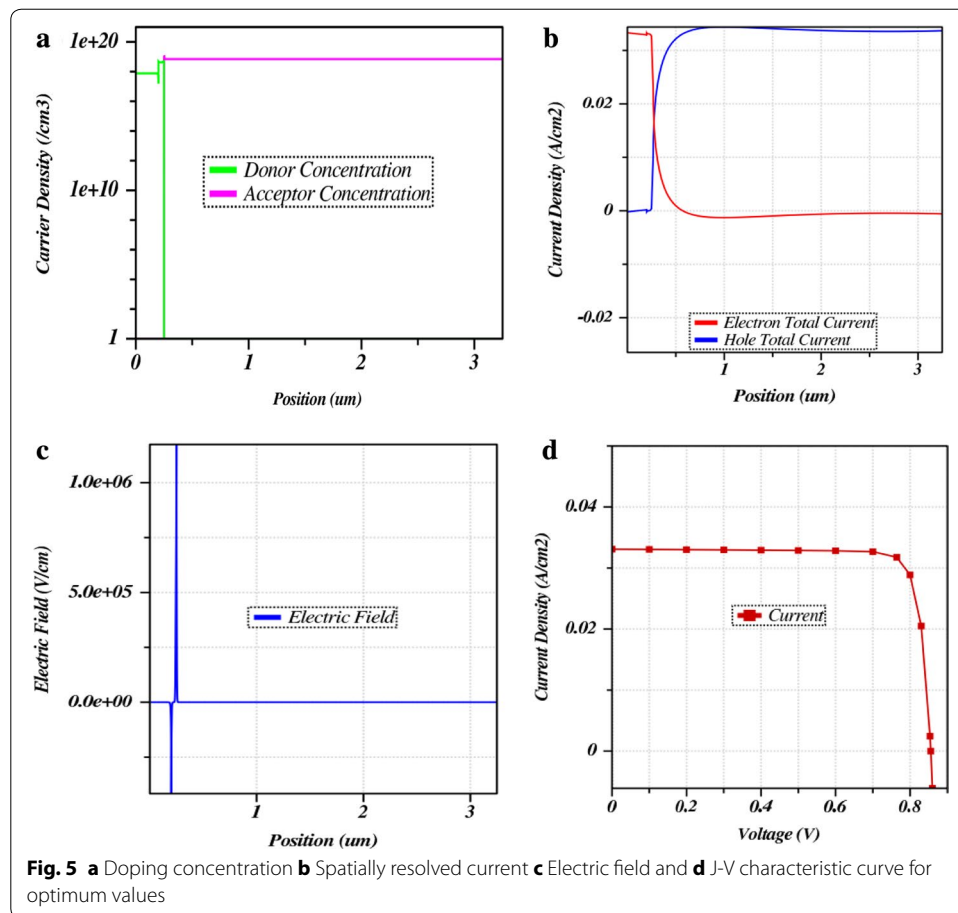 a
1e+20
1e+10
1
Carrier Density (/cm3)
Donor Concentration
Acceptor Concentration
0
1
2
3
Position (um)
b
0.02
0
-0.02
Current Density (A/cm2)
Electron Total Current
Hole Total Current
1
2
3
Position (um)
c
1.0e+06
5.0e+05
0.0e+00
Electric Field (V/cm)
Electric Field
1
2
3
Position (um)
d
0.04
0.02
0
Current Density (A/cm2)
Current
0
0.2
0.4
0.6
0.8
Voltage (V)
Fig. 5 a Doping concentration b Spatially resolved current c Electric field and d J-V characteristic curve for
optimum values